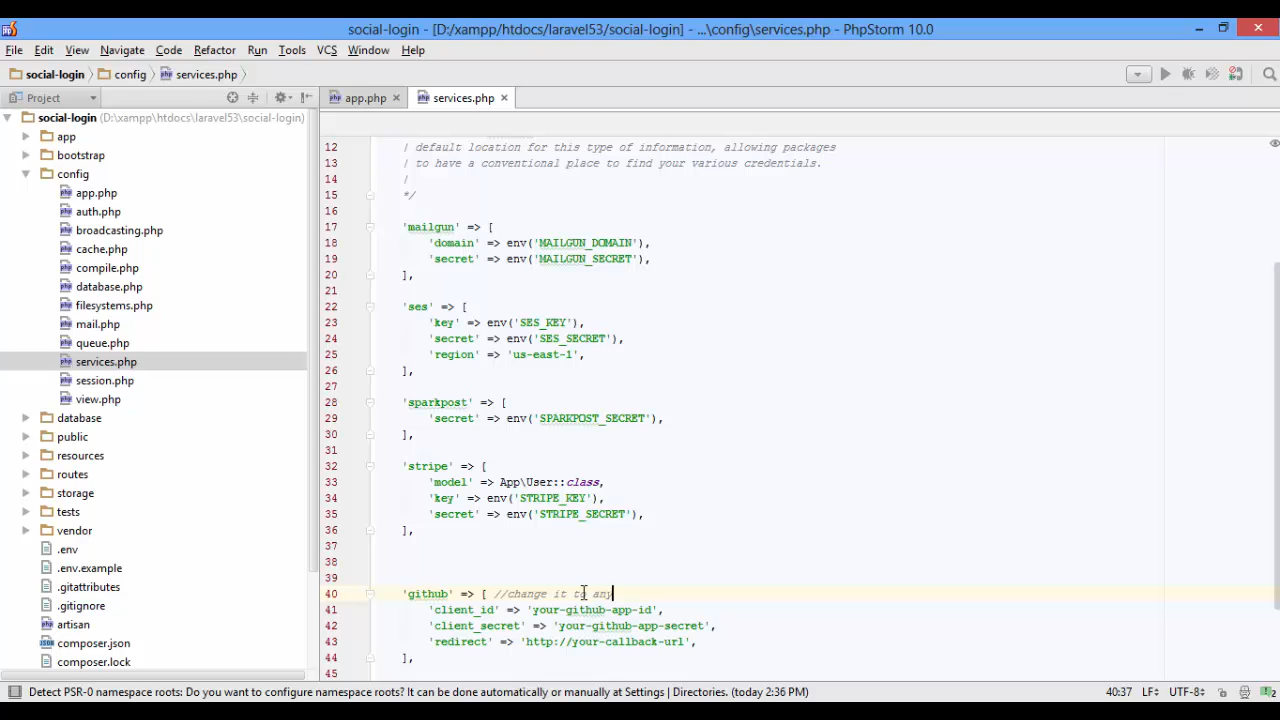 social-login - [D:/xampp/htdocs/laravel53/social-login] - ...\config\services.php - PhpStorm 10.0
File Edit View Navigate Code Refactor Run Tools VCS Window Help
social-login config services.php
Project
app.php services.php
social-login (D:\xampp\htdocs\laravel53\social-login)
app
bootstrap
config
app.php
auth.php
broadcasting.php
cache.php
compile.php
database.php
filesystems.php
mail.php
queue.php
services.php
session.php
view.php
database
public
resources
routes
storage
tests
vendor
.env
.env.example
.gitattributes
.gitignore
artisan
composer.json
composer.lock
12 | default location for this type of information, allowing packages
13 | to have a conventional place to find your various credentials.
14 |
15 */
16
17 'mailgun' => [
18 'domain' => env('MAILGUN_DOMAIN'),
19 'secret' => env('MAILGUN_SECRET'),
20 ],
21
22 'ses' => [
23 'key' => env('SES_KEY'),
24 'secret' => env('SES_SECRET'),
25 'region' => 'us-east-1',
26 ],
27
28 'sparkpost' => [
29 'secret' => env('SPARKPOST_SECRET'),
30 ],
31
32 'stripe' => [
33 'model' => App\User::class,
34 'key' => env('STRIPE_KEY'),
35 'secret' => env('STRIPE_SECRET'),
36 ],
37
38
39
40 'github' => [ //change it to any
41 'client_id' => 'your-github-app-id',
42 'client_secret' => 'your-github-app-secret',
43 'redirect' => 'http://your-callback-url',
44 ],
45
Detect PSR-0 namespace roots: Do you want to configure namespace roots? It can be done automatically or manually at Settings | Directories. (today 2:36 PM) 40:37 LF÷ UTF-8÷ 2